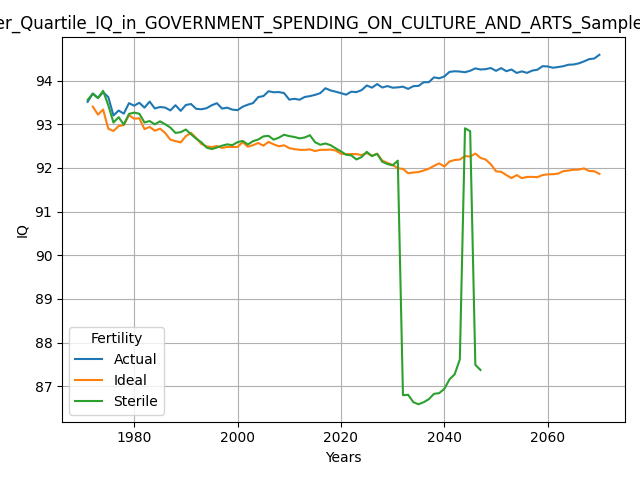 er_Quartile_IQ_in_GOVERNMENT_SPENDING_ON_CULTURE_AND_ARTS_Sample
IQ
94
93
92
91
90
89
88
87
Fertility
Actual
Ideal
Sterile
1980 2000 2020 2040 2060
Years